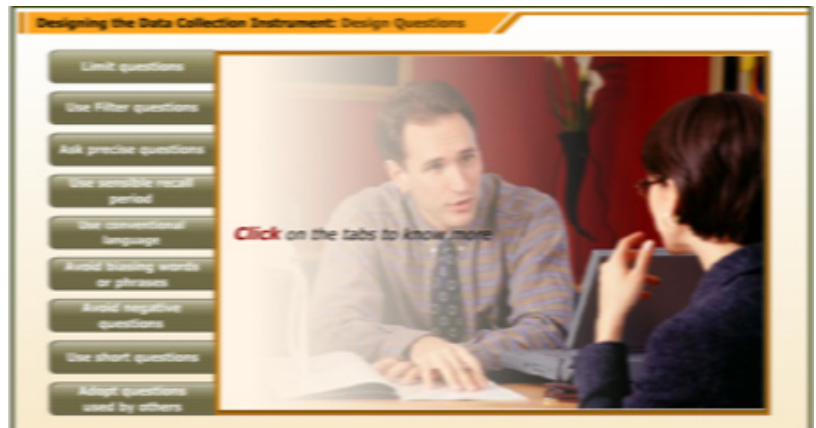 Designing the Data Collection Instrument: Design Questions
Limit questions
Use Filter questions
Ask precise questions
Use sensible recall
period
Use conventional
language
Avoid biasing words
or phrases
Avoid negative
questions
Use short questions
Adopt questions
used by others
Click on the tabs to know more